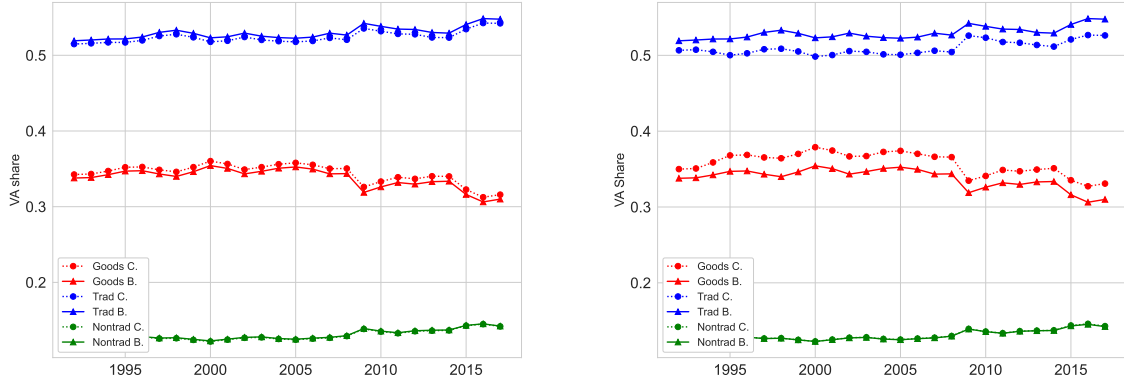 0.5
0.4
0.3
0.2
VA share
Goods C.
Goods B.
Trad C.
Trad B.
Nontrad C.
Nontrad B.
1995
2000
2005
2010
2015
0.5
0.4
0.3
0.2
VA Share
Goods C.
Goods B.
Trad C.
Trad B.
Nontrad C.
Nontrad B.
1995
2000
2005
2010
2015